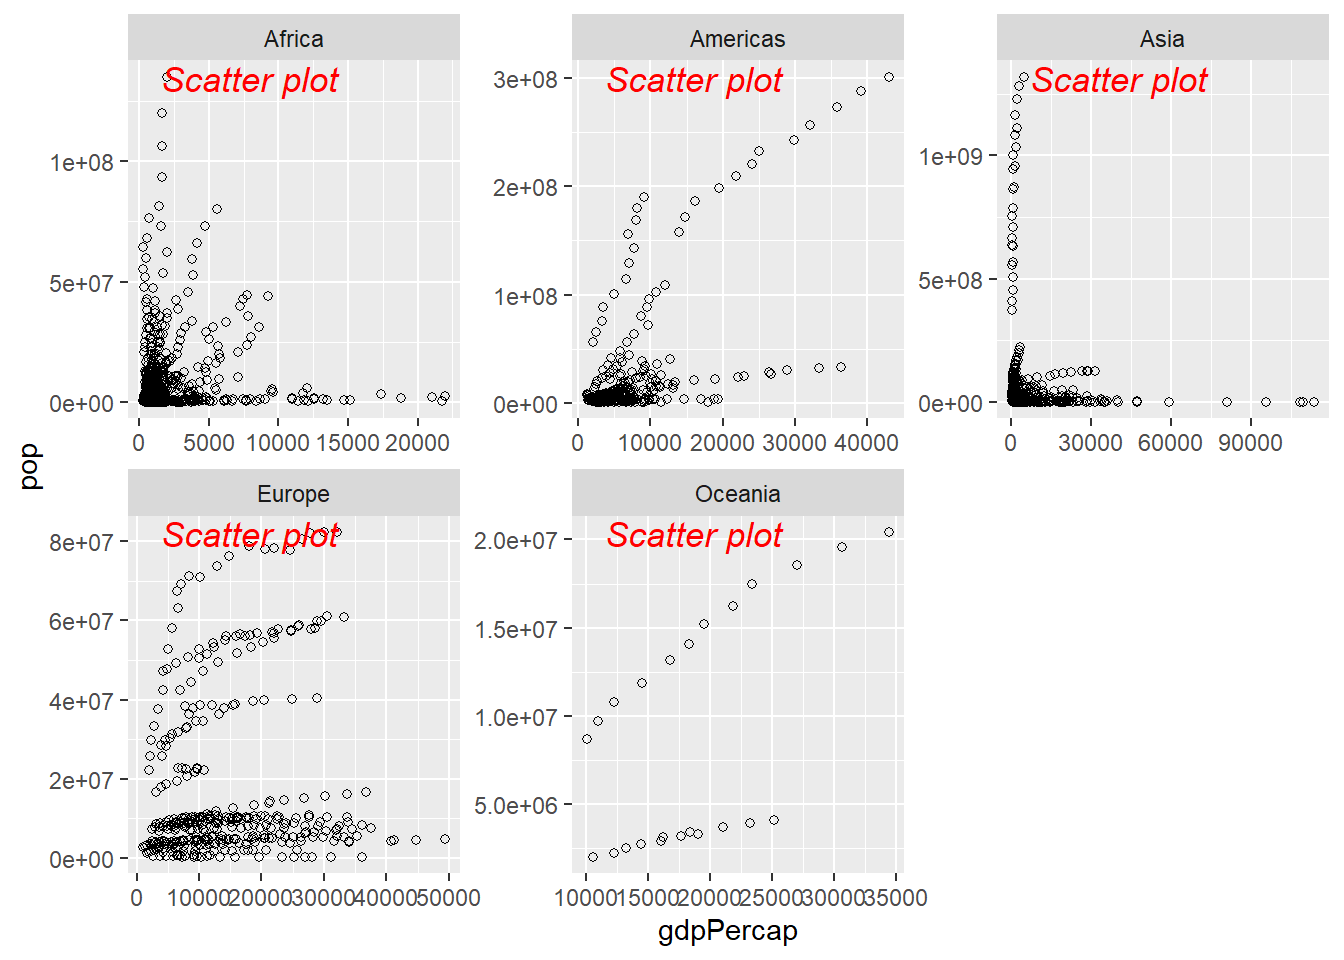 Africa
Americas
Asia
Scatter plot
Scatter plot
Scatter plot
1e+08
5e+07
0e+00
3e+08
2e+08
1e+08
0e+00
1e+09
5e+08
0e+00
0 5000 10000 15000 20000
0 10000 20000 30000 40000
0 30000 60000 90000
pop
Europe
Oceania
Scatter plot
Scatter plot
8e+07
6e+07
4e+07
2e+07
0e+00
2.0e+07
1.5e+07
1.0e+07
5.0e+06
0 10000 20000 30000 40000 50000
10000 15000 20000 25000 30000 35000
gdpPercap